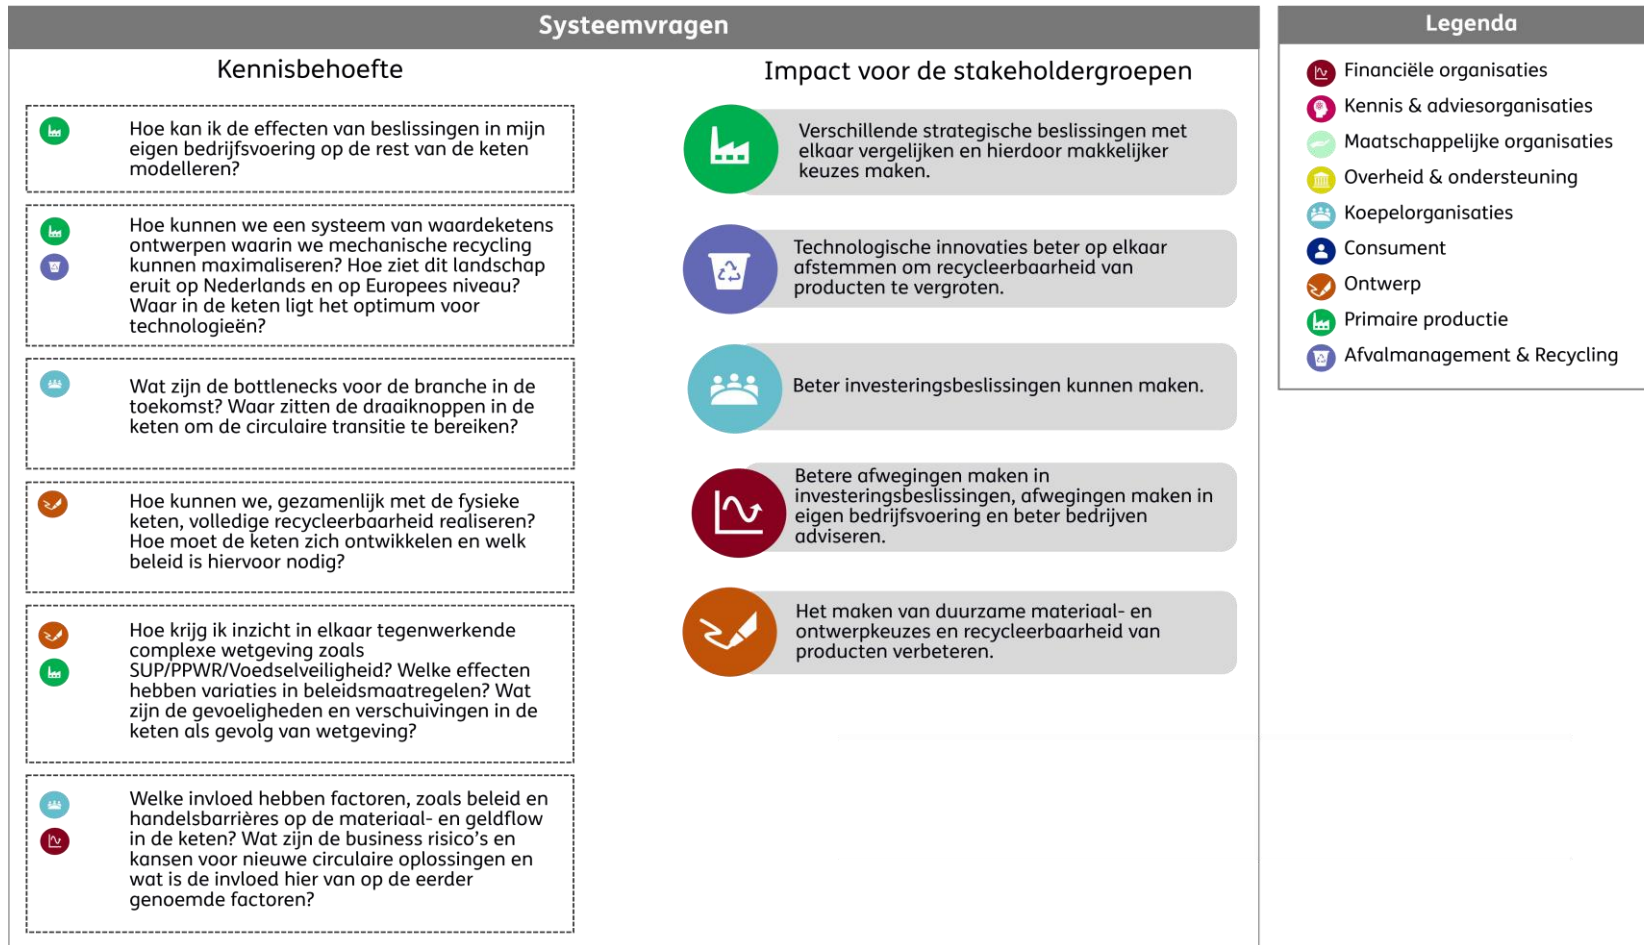 Systeemvragen
Kennisbehoefte
Hoe kan ik de effecten van beslissingen in mijn
eigen bedrijfsvoering op de rest van de keten
modelleren?
Hoe kunnen we een systeem van waardeketens
ontwerpen waarin we mechanische recycling
kunnen maximaliseren? Hoe ziet dit landschap
eruit op Nederlands en op Europees niveau?
Waar in de keten ligt het optimum voor
technologieën?
Wat zijn de bottlenecks voor de branche in de
toekomst? Waar zitten de draaiknoppen in de
keten om de circulaire transitie te bereiken?
Hoe kunnen we, gezamenlijk met de fysieke
keten, volledige recycleerbaarheid realiseren?
Hoe moet de keten zich ontwikkelen en welk
beleid is hiervoor nodig?
Hoe krijg ik inzicht in elkaar tegenwerkende
complexe wetgeving zoals
SUP/PPWR/Voedselveiligheid? Welke effecten
hebben variaties in beleidsmaatregelen? Wat
zijn de gevoeligheden en verschuivingen in de
keten als gevolg van wetgeving?
Welke invloed hebben factoren, zoals beleid en
handelsbarrières op de materiaal- en geldflow
in de keten? Wat zijn de business risico's en
kansen voor nieuwe circulaire oplossingen en
wat is de invloed hier van op de eerder
genoemde factoren?
Impact voor de stakeholdergroepen
Verschillende strategische beslissingen met
elkaar vergelijken en hierdoor makkelijker
keuzes maken.
Technologische innovaties beter op elkaar
afstemmen om recycleerbaarheid van
producten te vergroten.
Beter investeringsbeslissingen kunnen maken.
Betere afwegingen maken in
investeringsbeslissingen, afwegingen maken in
eigen bedrijfsvoering en beter bedrijven
adviseren.
Het maken van duurzame materiaal- en
ontwerpkeuzes en recycleerbaarheid van
producten verbeteren.
Legenda
Financiële organisaties
Kennis & adviesorganisaties
Maatschappelijke organisaties
Overheid & ondersteuning
Koepelorganisaties
Consument
Ontwerp
Primaire productie
Afvalmanagement & Recycling